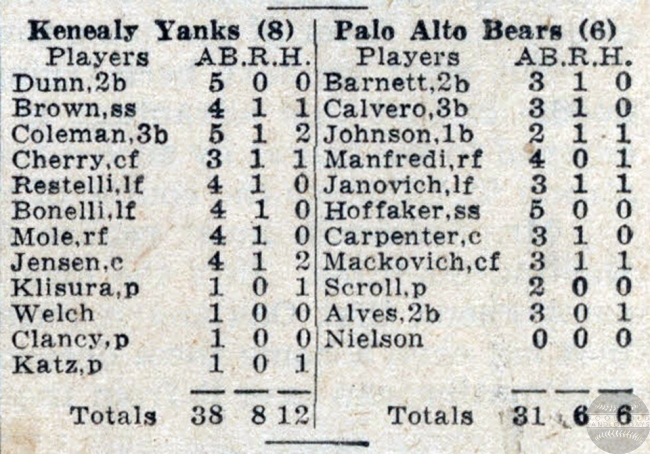 Kenealy Yanks (8)
Players AB.R.H.
Dunn,2b 5 0 0
Brown,ss 4 1 1
Coleman,3b 5 1 2
Cherry,cf 3 1 1
Restelli,lf 4 1 0
Bonelli,lf 4 1 0
Mole,rf 4 1 0
Jensen,c 4 1 2
Klisura,p 1 0 1
Welch 1 0 0
Clancy,p 1 0 0
Katz,p 1 0 1
Totals 38 8 12
Palo Alto Bears (6)
Players AB.R.H.
Barnett,2b 3 1 0
Calvero,3b 3 1 0
Johnson,1b 2 1 1
Manfredi,rf 4 0 1
Janovich,lf 3 1 1
Hoffaker,ss 5 0 0
Carpenter,c 3 1 0
Mackovich,cf 3 1 1
Scroll,p 2 0 0
Alves,2b 3 0 1
Nielson 0 0 0
Totals 31 6 6